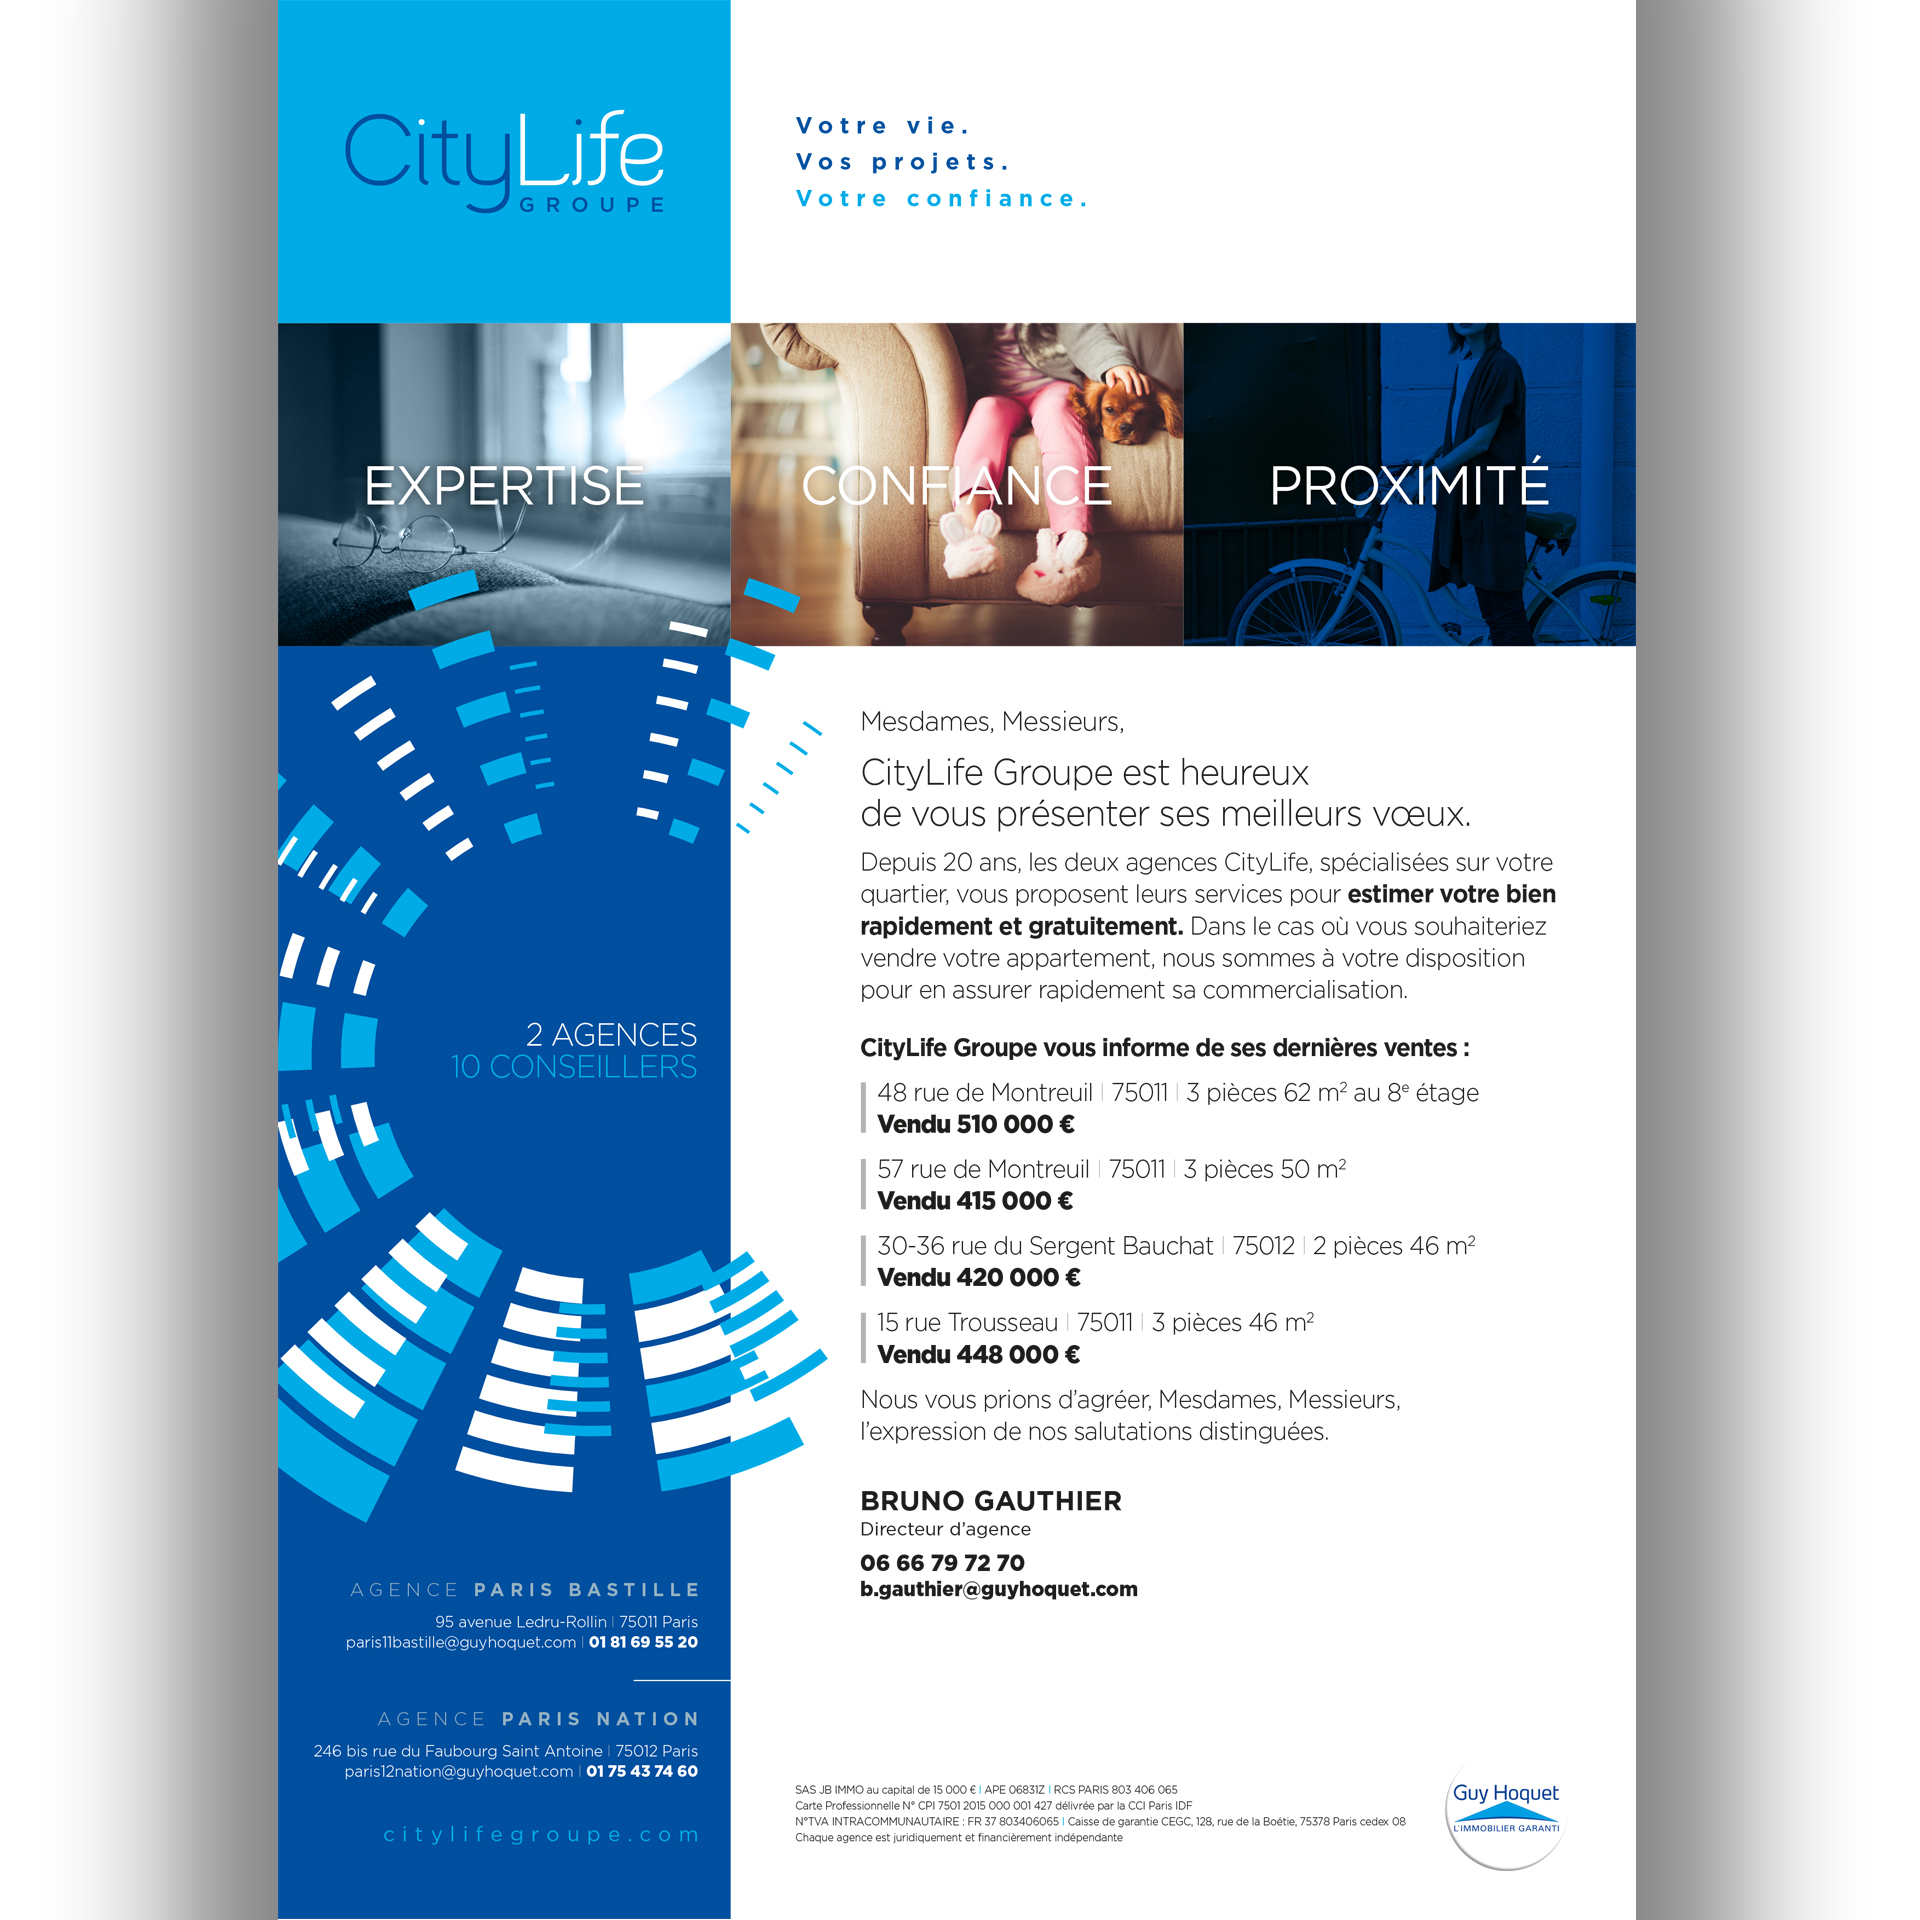 CityLife
GROUPE
Votre vie.
Vos projets.
Votre confiance.
EXPERTISE
CONFIANCE
PROXIMITÉ
Mesdames, Messieurs,
CityLife Groupe est heureux
de vous présenter ses meilleurs vœux.
Depuis 20 ans, les deux agences CityLife, spécialisées sur votre
quartier, vous proposent leurs services pour estimer votre bien
rapidement et gratuitement. Dans le cas où vous souhaiteriez
vendre votre appartement, nous sommes à votre disposition
pour en assurer rapidement sa commercialisation.
CityLife Groupe vous informe de ses dernières ventes :
48 rue de Montreuil | 75011 | 3 pièces 62 m² au 8ᵉ étage
Vendu 510 000 €
57 rue de Montreuil | 75011 | 3 pièces 50 m²
Vendu 415 000 €
30-36 rue du Sergent Bauchat | 75012 | 2 pièces 46 m²
Vendu 420 000 €
15 rue Trousseau | 75011 | 3 pièces 46 m²
Vendu 448 000 €
Nous vous prions d’agréer, Mesdames, Messieurs,
l’expression de nos salutations distinguées.
BRUNO GAUTHIER
Directeur d’agence
06 66 79 72 70
b.gauthier@guyhoquet.com
2 AGENCES
10 CONSEILLERS
AGENCE PARIS BASTILLE
95 avenue Ledru-Rollin | 75011 Paris
paris11bastille@guyhoquet.com | 01 81 69 55 20
AGENCE PARIS NATION
246 bis rue du Faubourg Saint Antoine | 75012 Paris
paris12nation@guyhoquet.com | 01 75 43 74 60
citylifegroupe.com
SAS JB IMMO au capital de 15 000 € | APE 06831Z | RCS PARIS 803 406 065
Carte Professionnelle N° CPI 7501 2015 000 001 427 délivrée par la CCI Paris IDF
N°TVA INTRACOMMUNAUTAIRE : FR 37 803406065 | Caisse de garantie CEGC, 128, rue de la Boétie, 75378 Paris cedex 08
Chaque agence est juridiquement et financièrement indépendante
Guy Hoquet
L'IMMOBILIER GARANTI